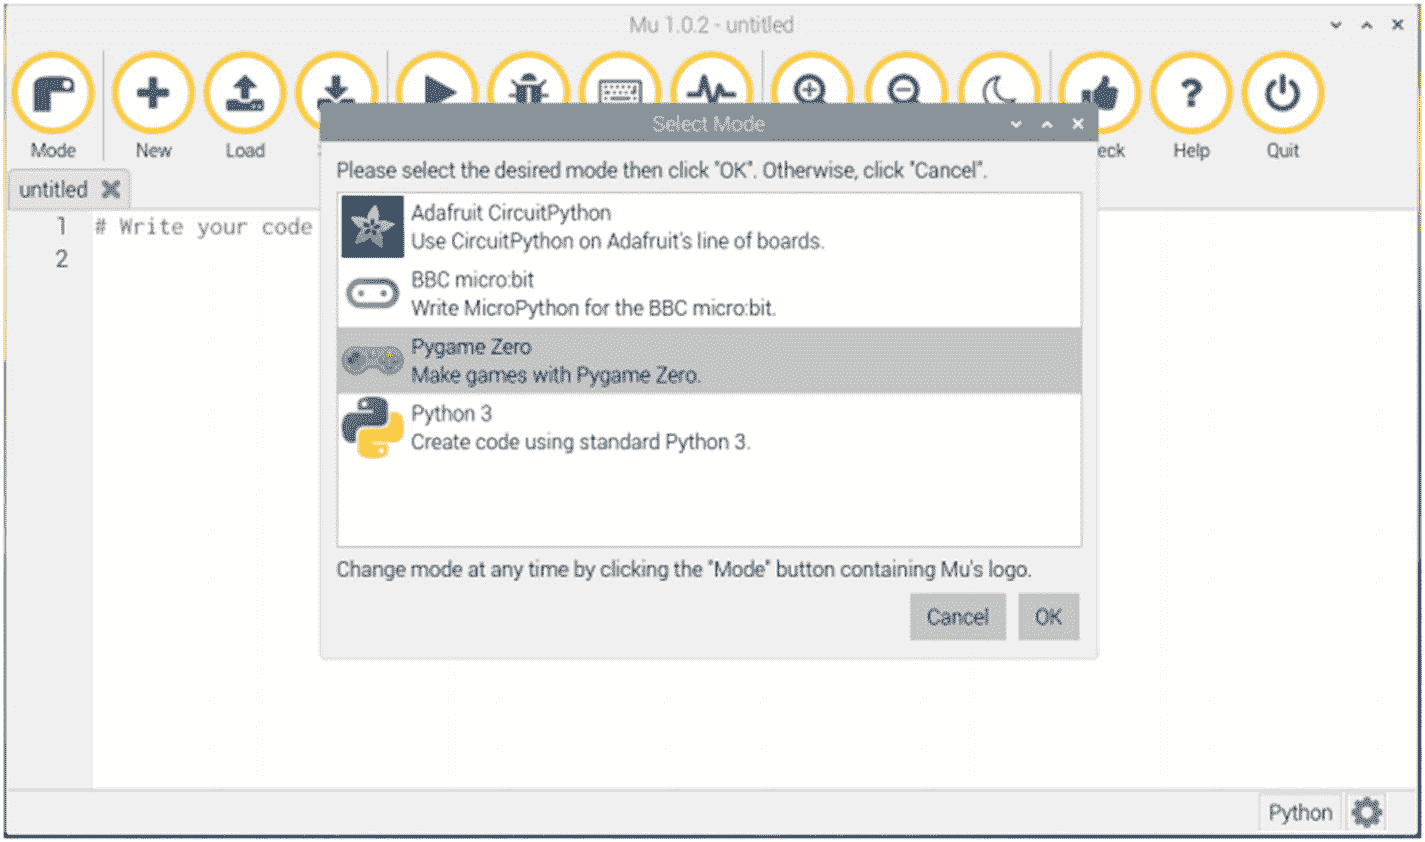 Mu 1.0.2 - untitled
Mode
New
Load
eck
Help
Quit
Select Mode
Please select the desired mode then click "OK". Otherwise, click "Cancel".
untitled
1 # Write your code
2
Adafruit CircuitPython
Use CircuitPython on Adafruit's line of boards.
BBC micro:bit
Write MicroPython for the BBC micro:bit.
Pygame Zero
Make games with Pygame Zero.
Python 3
Create code using standard Python 3.
Change mode at any time by clicking the "Mode" button containing Mu's logo.
Cancel
OK
Python